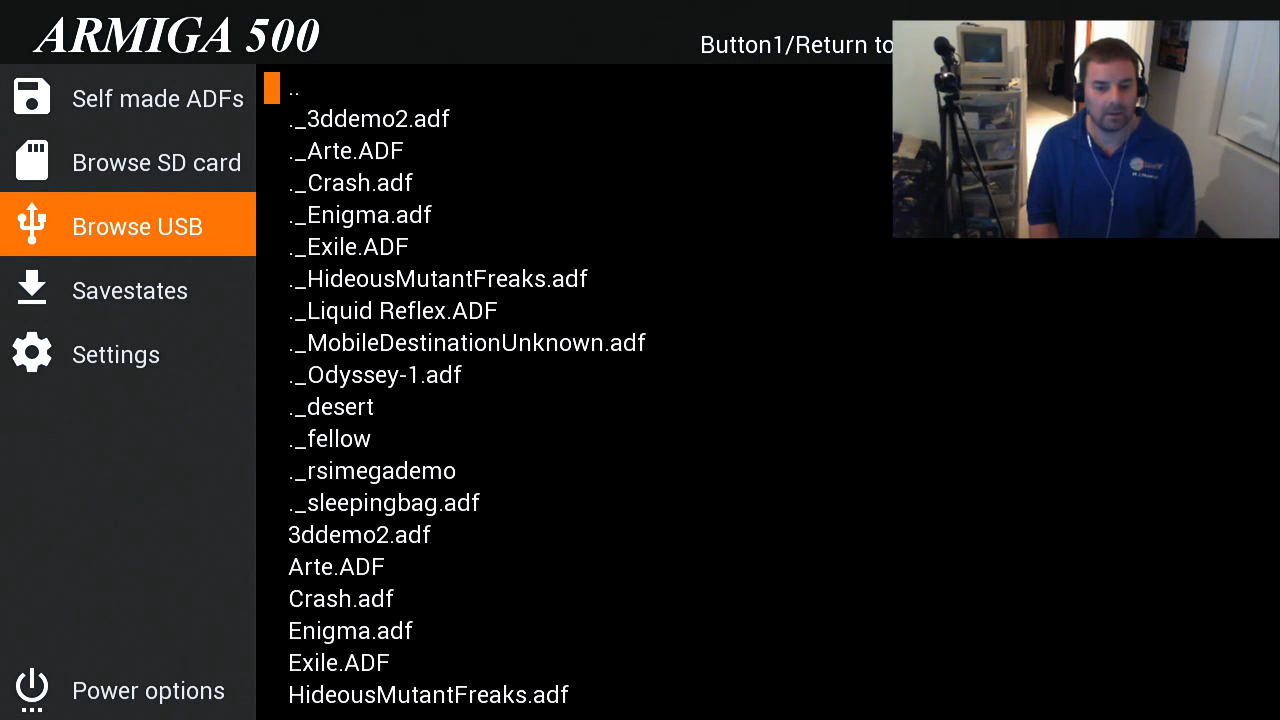 ARMIGA 500
Button1/Return to
Self made ADFs
Browse SD card
Browse USB
Savestates
Settings
Power options
..
._3ddemo2.adf
._Arte.ADF
._Crash.adf
._Enigma.adf
._Exile.ADF
._HideousMutantFreaks.adf
._Liquid Reflex.ADF
._MobileDestinationUnknown.adf
._Odyssey-1.adf
._desert
._fellow
._rsimegademo
._sleepingbag.adf
3ddemo2.adf
Arte.ADF
Crash.adf
Enigma.adf
Exile.ADF
HideousMutantFreaks.adf